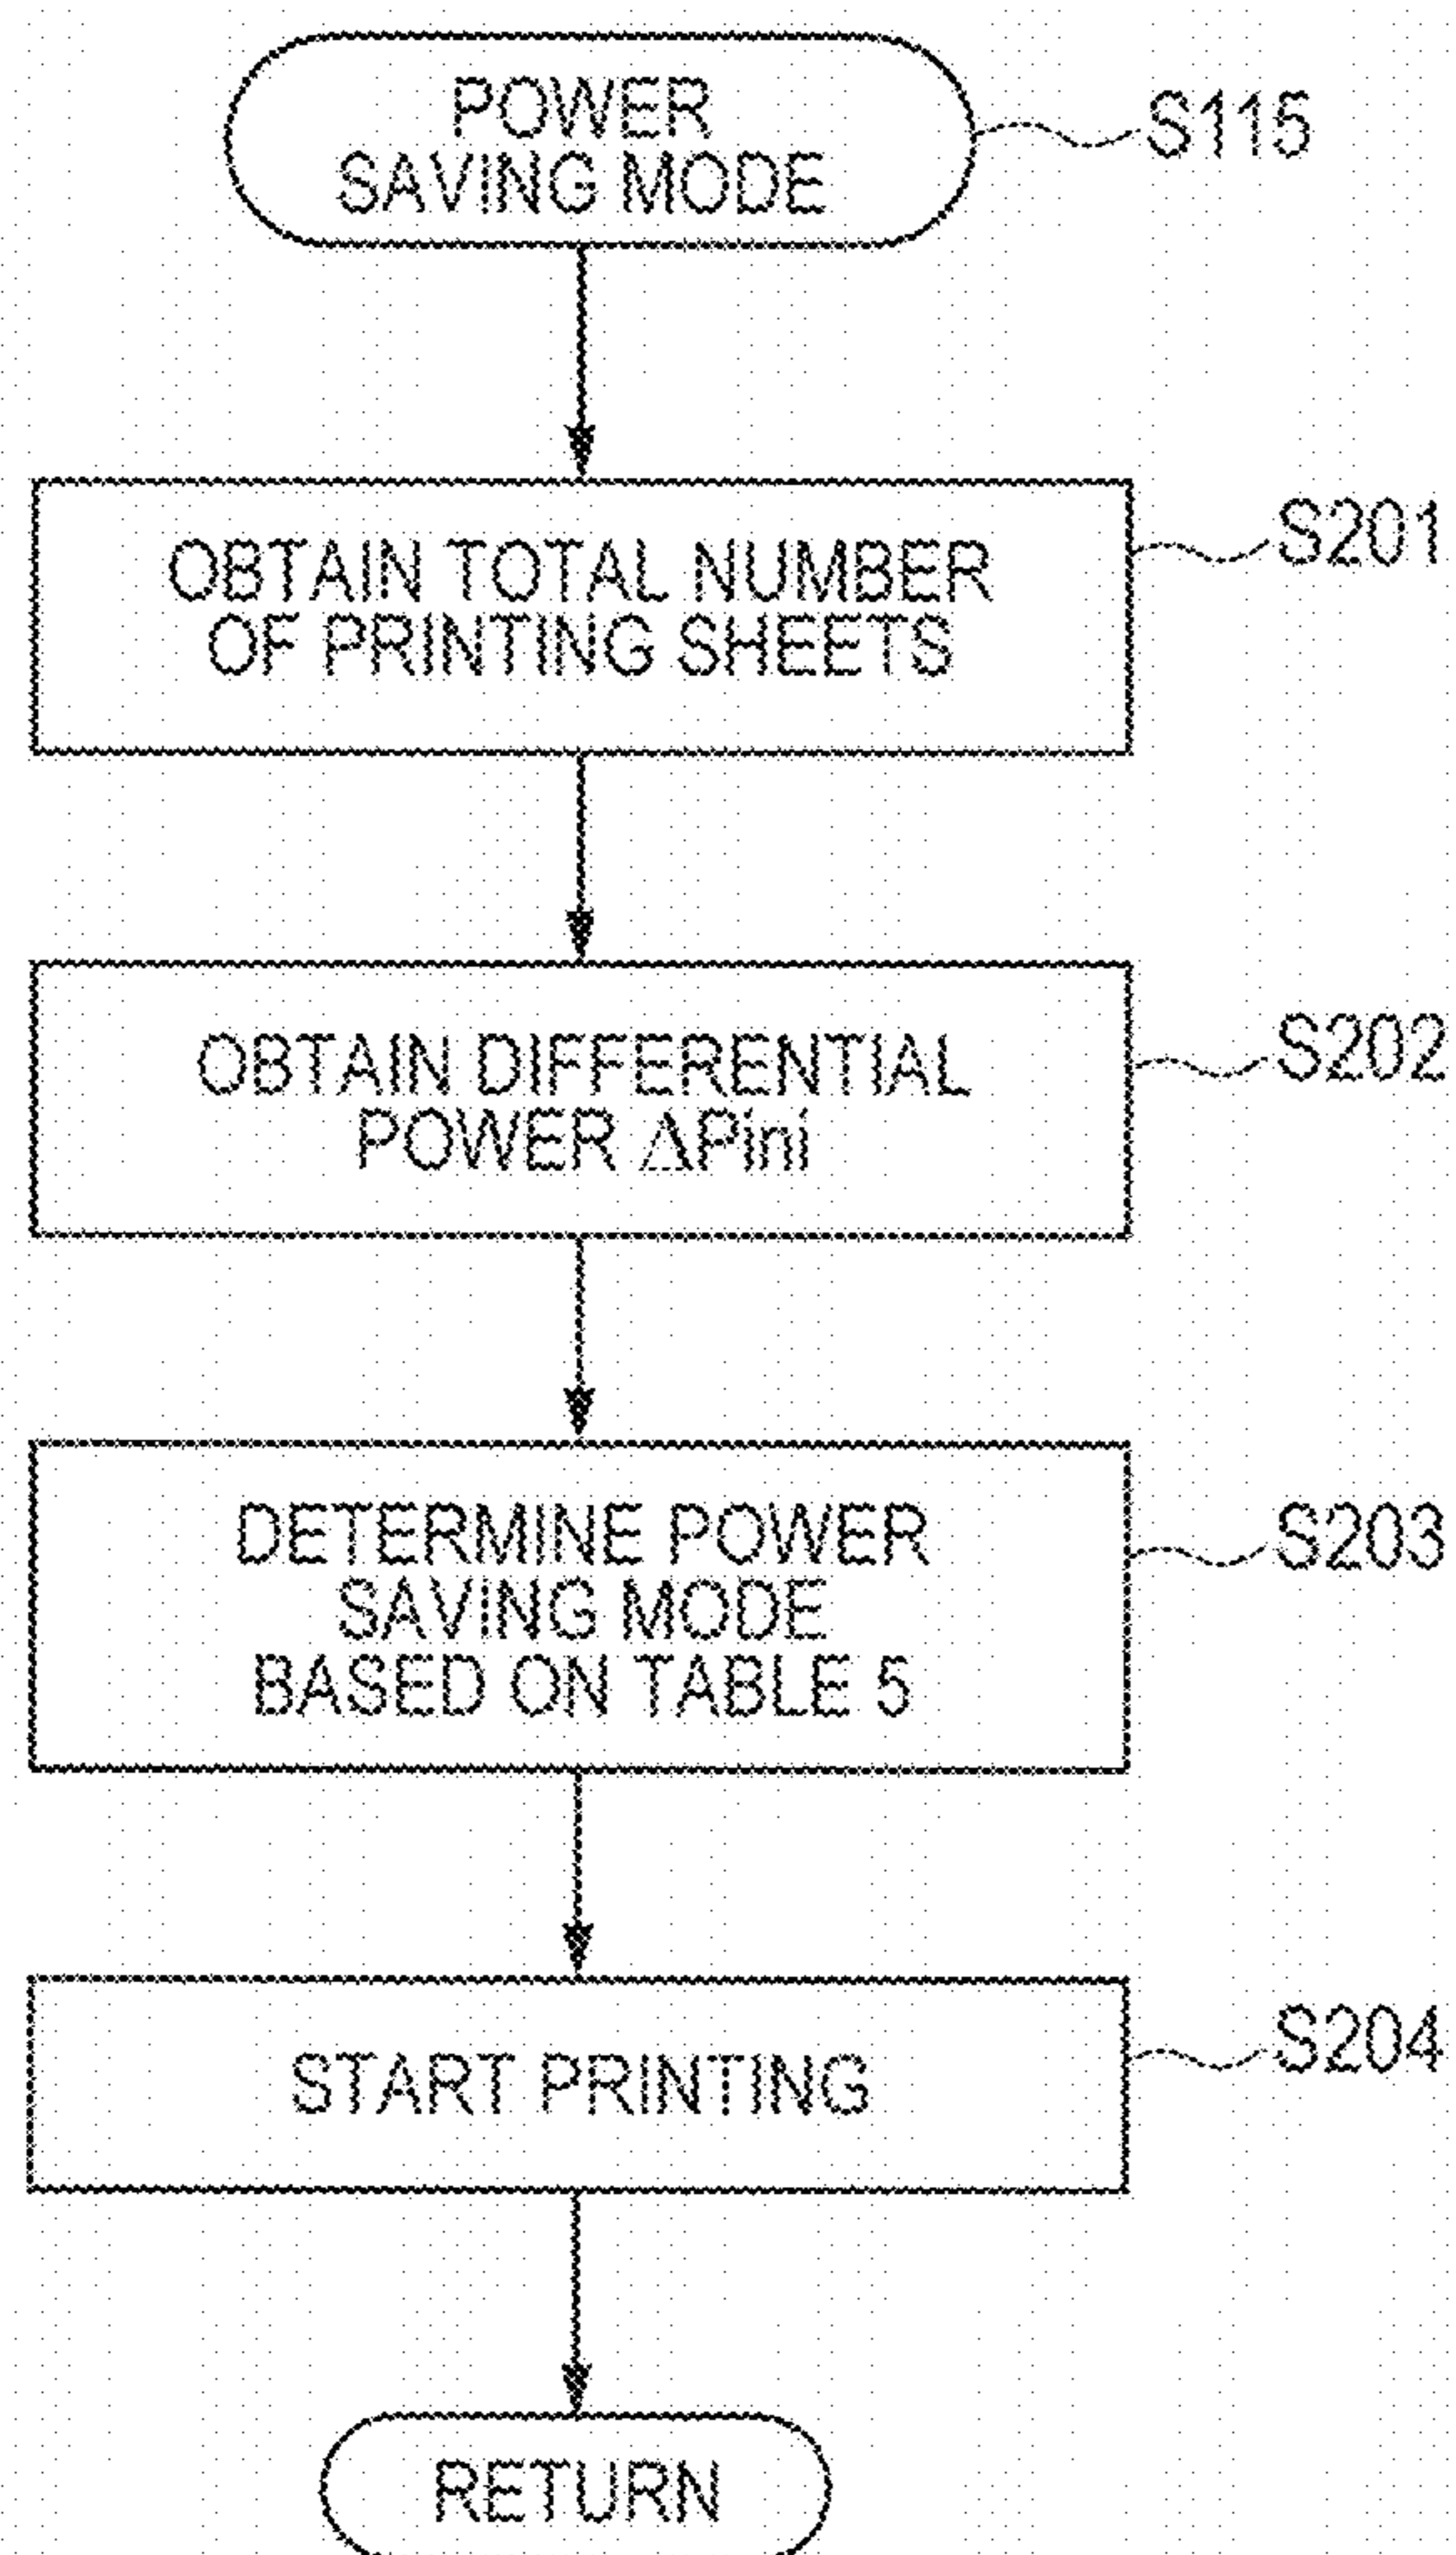 POWER
SAVING MODE
S115
OBTAIN TOTAL NUMBER
OF PRINTING SHEETS
S201
OBTAIN DIFFERENTIAL
POWER ΔPini
S202
DETERMINE POWER
SAVING MODE
BASED ON TABLE 5
S203
START PRINTING
S204
RETURN